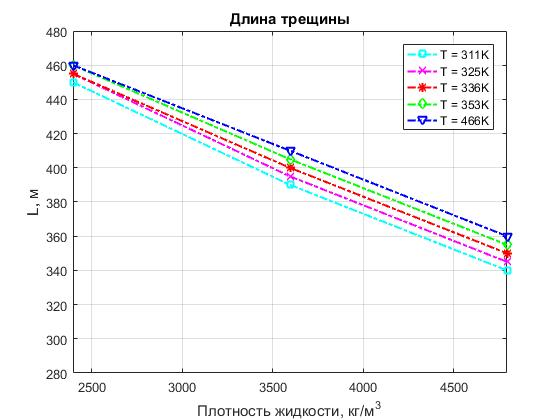 Длина трещины
480
460
440
420
400
380
360
340
320
300
280
L, м
2500
3000
3500
4000
4500
Плотность жидкости, кг/м³
T = 311K
T = 325K
T = 336K
T = 353K
T = 466K